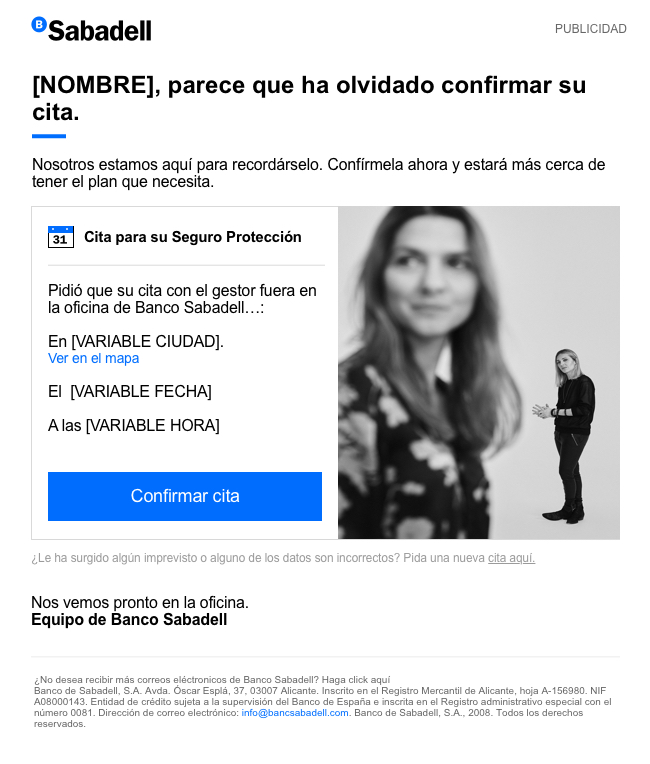 B Sabadell
PUBLICIDAD
[NOMBRE], parece que ha olvidado confirmar su
cita.
Nosotros estamos aquí para recordárselo. Confírmela ahora y estará más cerca de
tener el plan que necesita.
31 Cita para su Seguro Protección
Pidió que su cita con el gestor fuera en
la oficina de Banco Sabadell…:
En [VARIABLE CIUDAD].
Ver en el mapa
El [VARIABLE FECHA]
A las [VARIABLE HORA]
Confirmar cita
¿Le ha surgido algún imprevisto o alguno de los datos son incorrectos? Pida una nueva cita aquí.
Nos vemos pronto en la oficina.
Equipo de Banco Sabadell
¿No desea recibir más correos eléctronicos de Banco Sabadell? Haga click aquí
Banco de Sabadell, S.A. Avda. Óscar Esplá, 37, 03007 Alicante. Inscrito en el Registro Mercantil de Alicante, hoja A-156980. NIF
A08000143. Entidad de crédito sujeta a la supervisión del Banco de España e inscrita en el Registro administrativo especial con el
número 0081. Dirección de correo electrónico: info@bancsabadell.com. Banco de Sabadell, S.A., 2008. Todos los derechos
reservados.